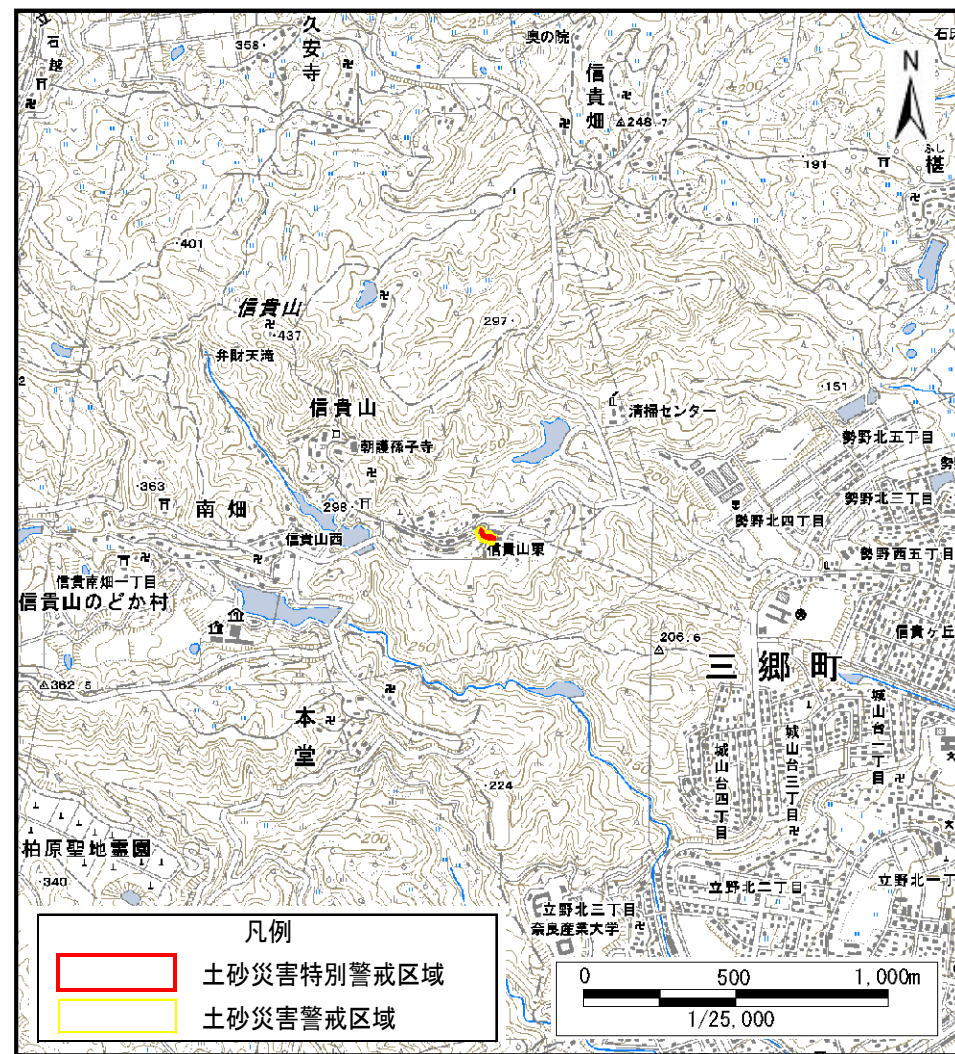 石越
358
久安寺
奥の院
250
石
信貴畑
248.7
200
N
191
ふし
椹
401
信貴山
437
弁財天滝
297
151
信貴山
清掃センター
朝護孫子寺
勢野北五丁目
363
南畑
298
勢野北三丁目
勢野北四丁目
信貴山西
信貴山東
勢野西五丁目
信貴南畑一丁目
信貴山のどか村
206.6
信貴ヶ丘
250
三郷町
362.5
本堂
城山台一丁目
城山台三丁目
城山台四丁目
150
224
200
柏原聖地霊園
340
立野北二丁目
立野北一丁
立野北三丁目
奈良産業大学
凡例
土砂災害特別警戒区域
土砂災害警戒区域
0 500 1,000m
1/25,000